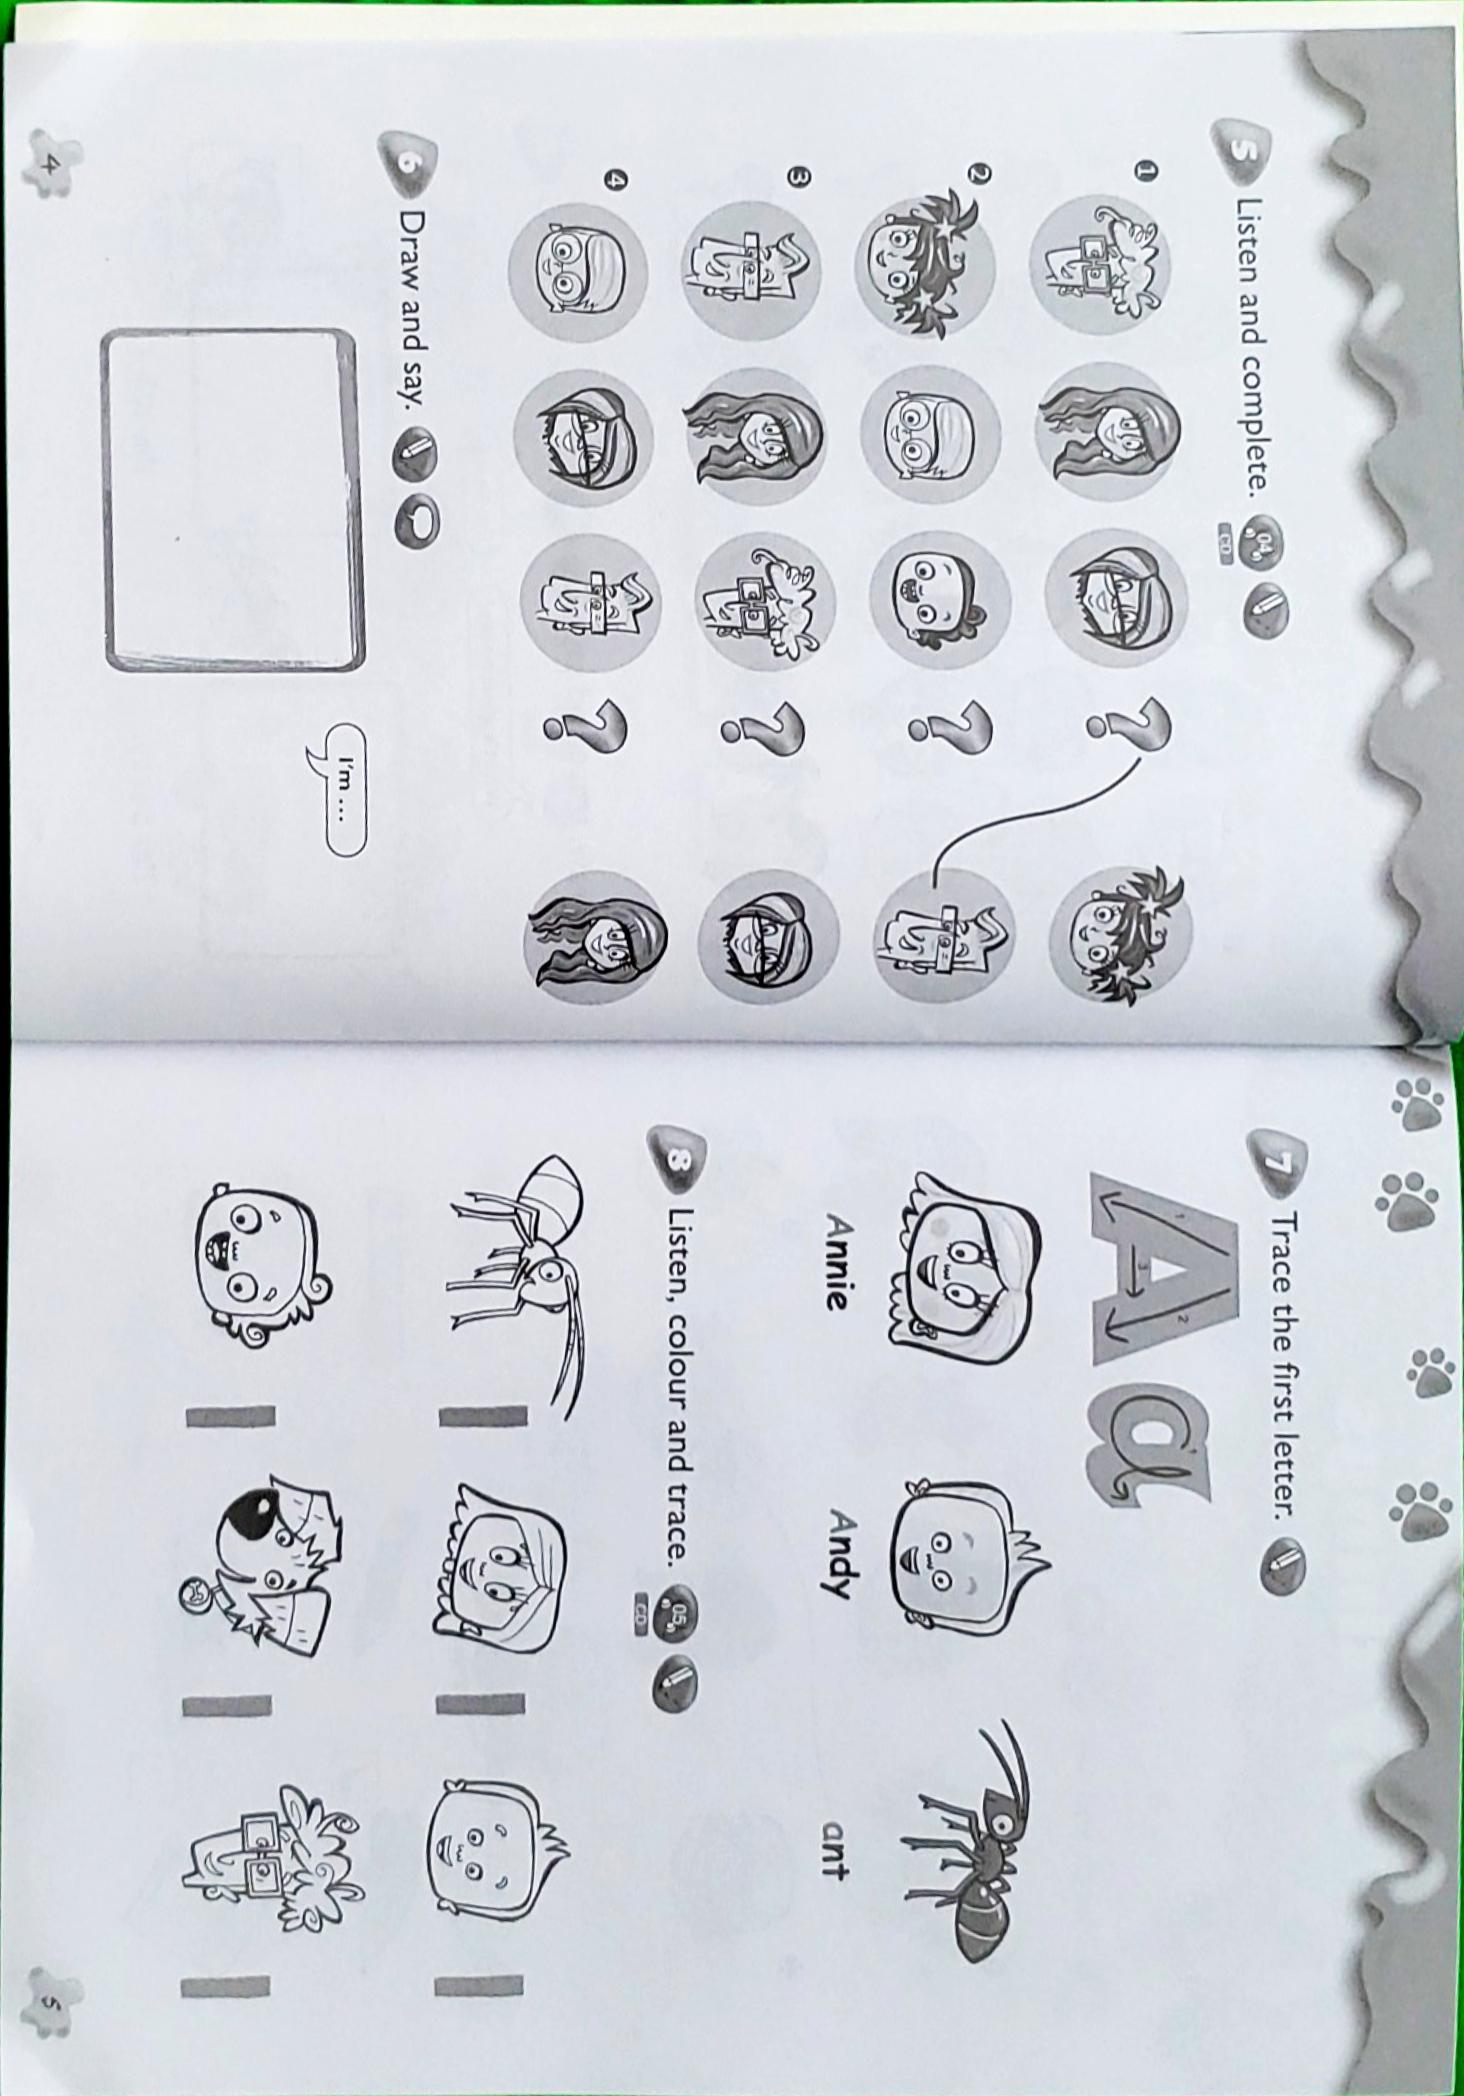 5 Listen and complete. 04
CD
1
2
3
4
6 Draw and say.
I'm ...
4
7 Trace the first letter.
Aa
1 2 3 1
Annie Andy ant
8 Listen, colour and trace. 05
CD
5